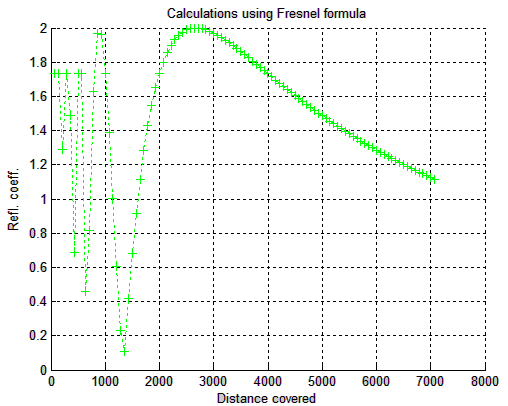 Calculations using Fresnel formula
2
1.8
1.6
1.4
1.2
1
0.8
0.6
0.4
0.2
0
Refl. coeff.
0 1000 2000 3000 4000 5000 6000 7000 8000
Distance covered